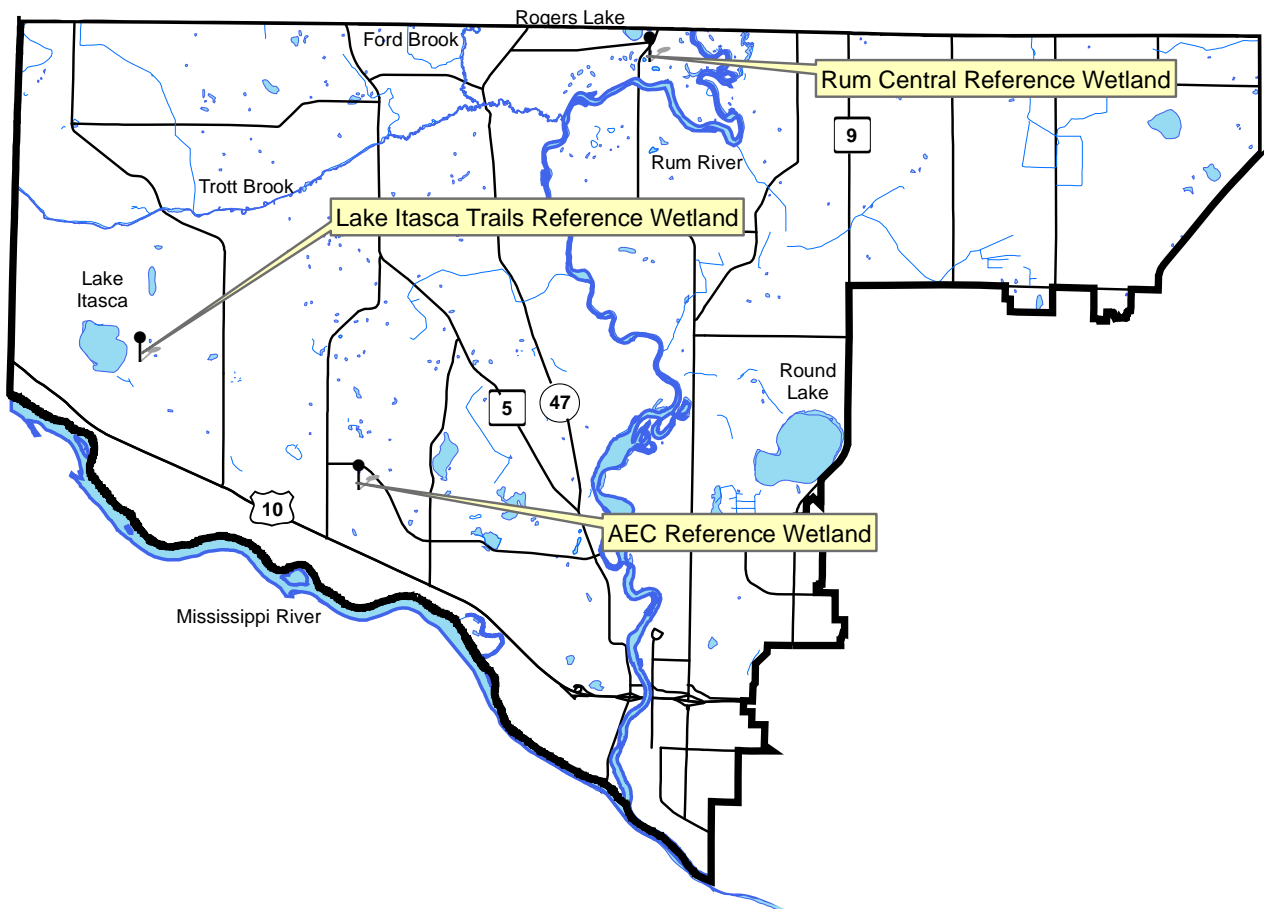 Rogers Lake
Ford Brook
Rum Central Reference Wetland
9
Rum River
Trott Brook
Lake Itasca Trails Reference Wetland
Lake
Itasca
Round
Lake
5
47
10
AEC Reference Wetland
Mississippi River